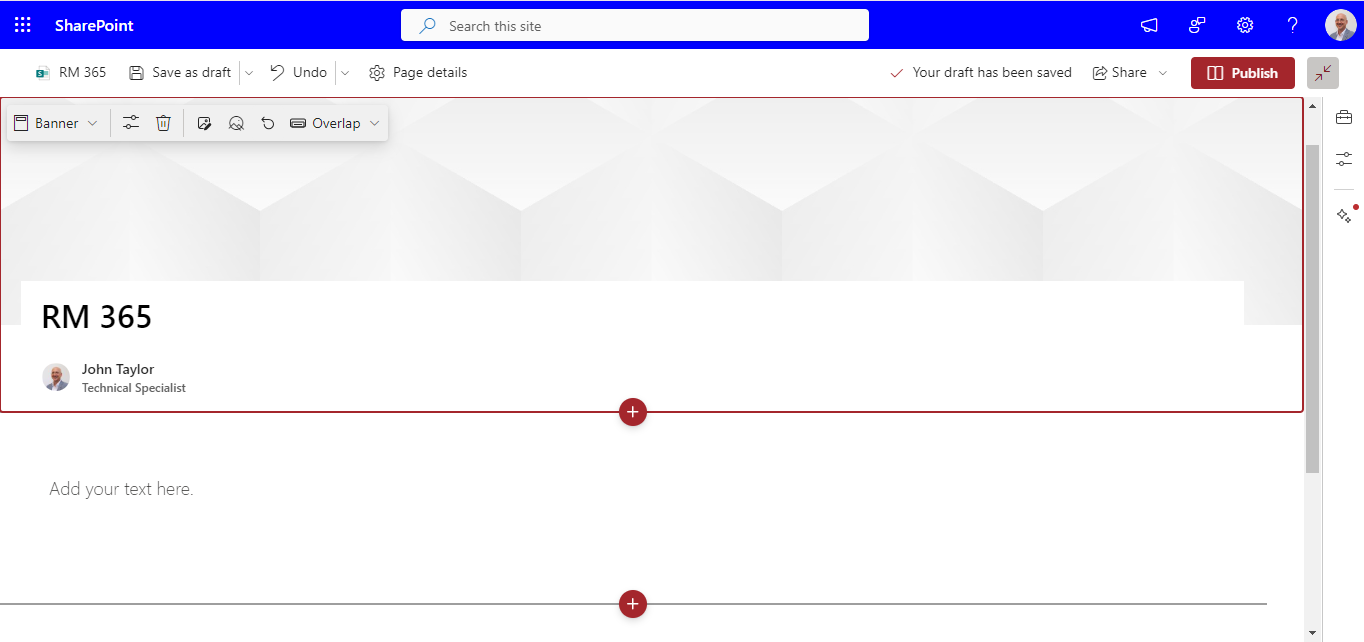 SharePoint
Search this site
?
RM 365
Save as draft
Undo
Page details
Your draft has been saved
Share
Publish
Banner
Overlap
RM 365
John Taylor
Technical Specialist
Add your text here.